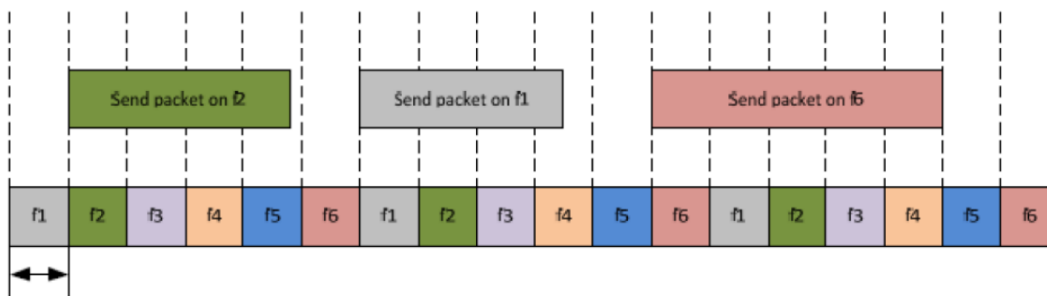 Send packet on f2
Send packet on f1
Send packet on f6
f1 f2 f3 f4 f5 f6 f1 f2 f3 f4 f5 f6 f1 f2 f3 f4 f5 f6